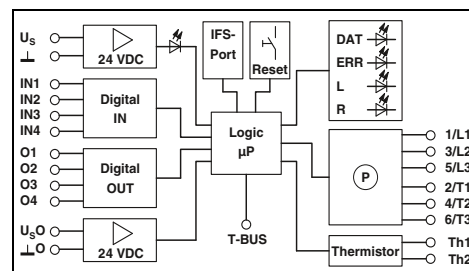 US
⊥
24 VDC
IFS-
Port
Reset
DAT
ERR
L
R
IN1
IN2
IN3
IN4
Digital
IN
Logic
µP
O1
O2
O3
O4
Digital
OUT
P
1/L1
3/L2
5/L3
2/T1
4/T2
6/T3
USO
⊥O
24 VDC
T-BUS
Thermistor
Th1
Th2